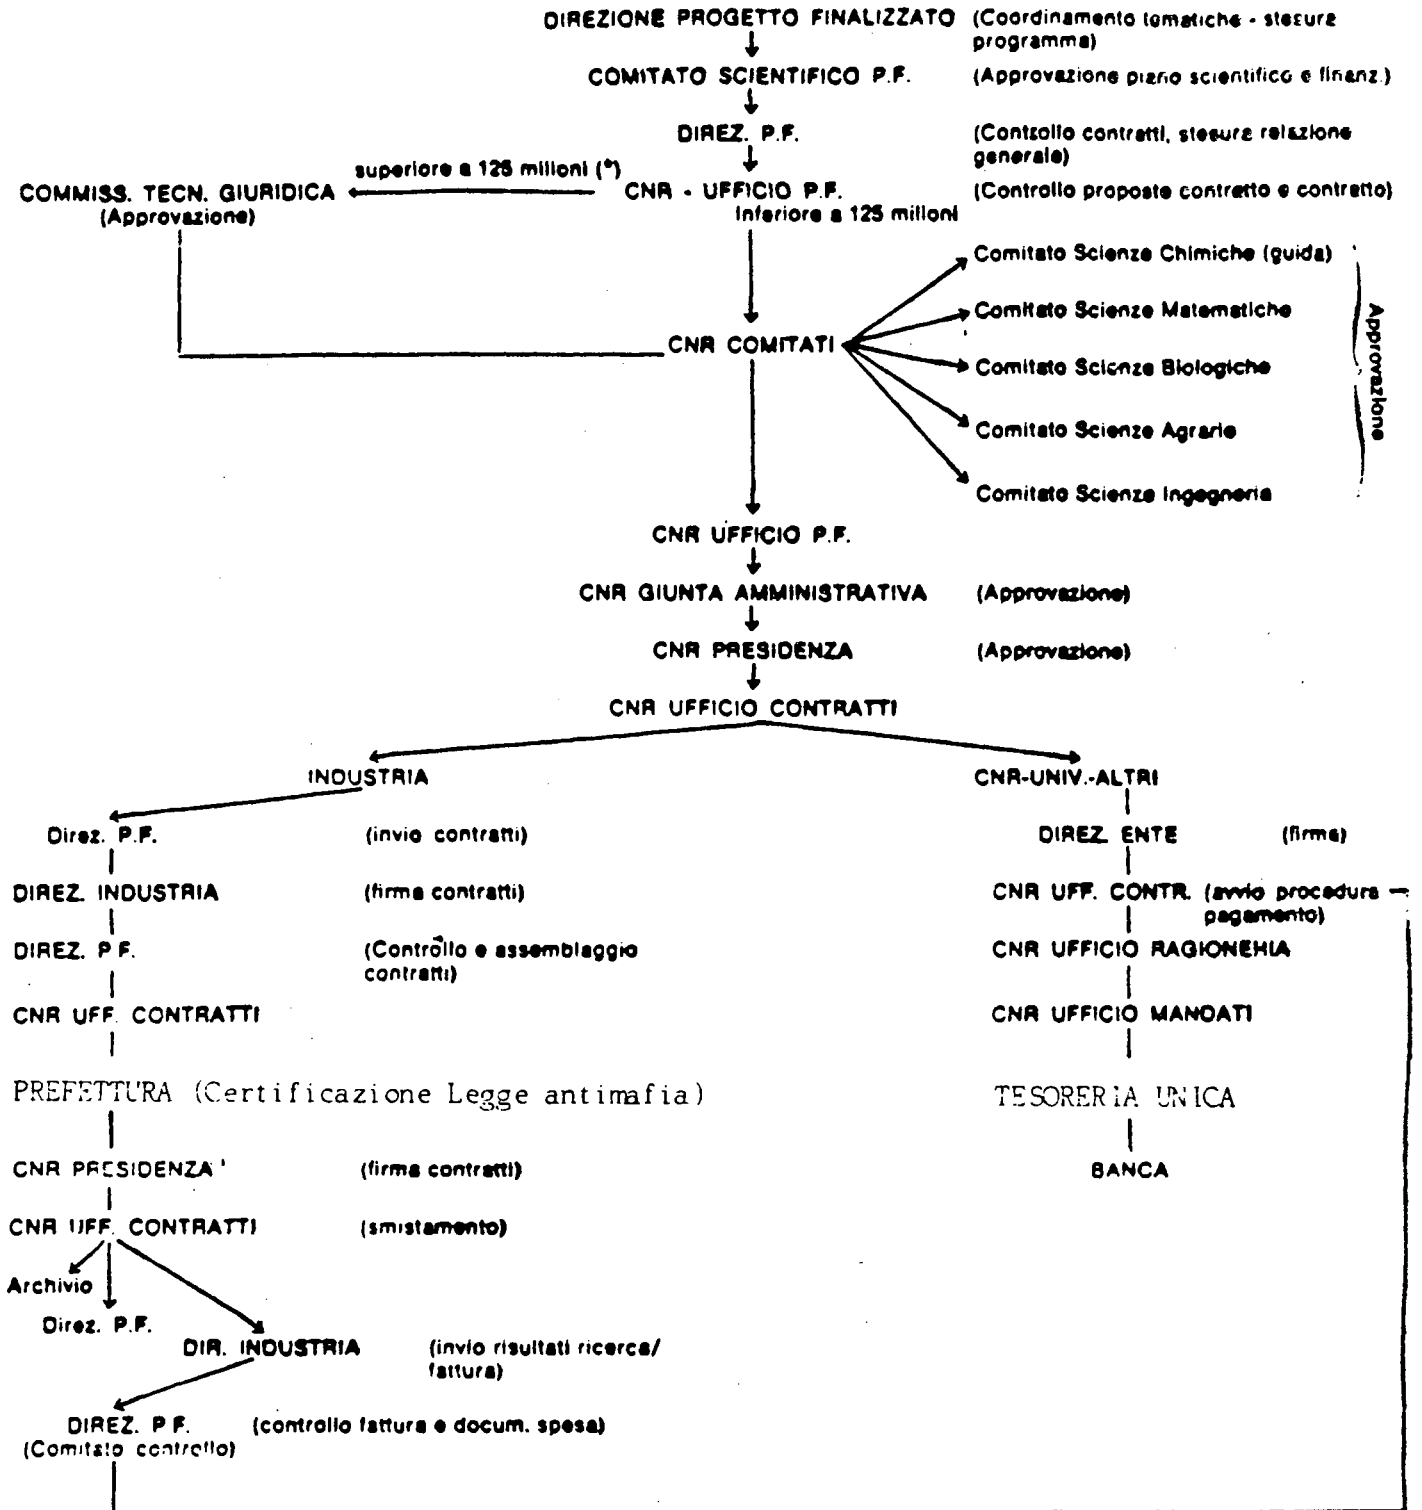 DIREZIONE PROGETTO FINALIZZATO (Coordinamento tematiche - stesura
programma)
COMITATO SCIENTIFICO P.F. (Approvazione piano scientifico e finanz.)
DIREZ. P.F. (Controllo contratti, stesura relazione
generale)
superiore a 125 milioni (*)
COMMISS. TECN. GIURIDICA
(Approvazione)
CNR - UFFICIO P.F. (Controllo proposte contretto e contretto)
Inferiore a 125 milioni
Comitato Scienze Chimiche (guida)
Comitato Scienze Matematiche
CNR COMITATI
Comitato Scienze Biologiche
Comitato Scienze Agrarie
Comitato Scienze Ingegneria
Approvazione
CNR UFFICIO P.F.
CNR GIUNTA AMMINISTRATIVA (Approvazione)
CNR PRESIDENZA (Approvazione)
CNR UFFICIO CONTRATTI
INDUSTRIA
CNR-UNIV.-ALTRI
Direz. P.F. (invio contratti)
DIREZ. ENTE (firma)
DIREZ. INDUSTRIA (firma contratti)
CNR UFF. CONTR. (avvio procedura
pagamento)
DIREZ. P.F. (Controllo e assemblaggio
contratti)
CNR UFFICIO RAGIONERIA
CNR UFF. CONTRATTI
CNR UFFICIO MANDATI
PREFETTURA (Certificazione Legge antimafia)
TESORERIA UNICA
CNR PRESIDENZA (firma contratti)
BANCA
CNR UFF. CONTRATTI (smistamento)
Archivio
Direz. P.F.
DIR. INDUSTRIA (invio risultati ricerca/
fattura)
DIREZ. P.F. (controllo fattura e docum. spesa)
(Comitato controllo)